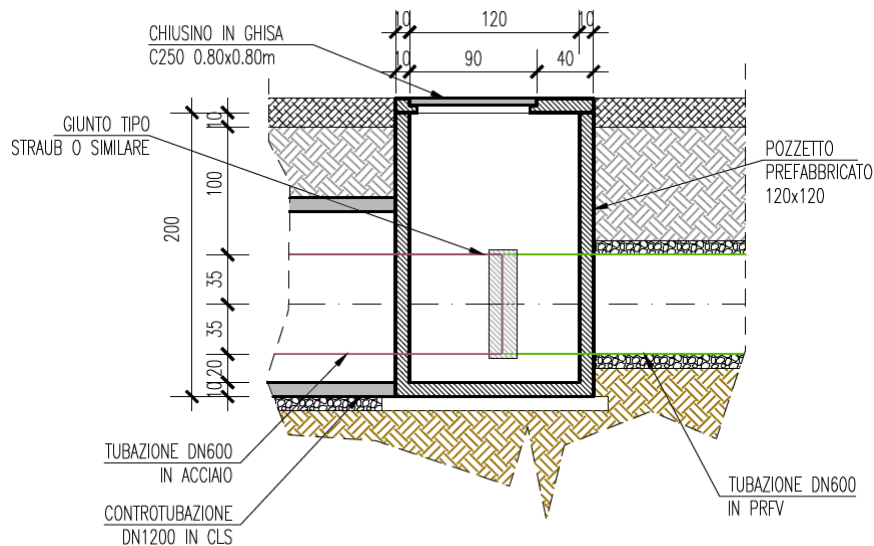 10
120
10
CHIUSINO IN GHISA
C250 0.80x0.80m
10
90
40
GIUNTO TIPO
STRAUB O SIMILARE
10
POZZETTO
PREFABBRICATO
120x120
100
200
35
35
20
10
TUBAZIONE DN600
IN ACCIAIO
CONTROTUBAZIONE
DN1200 IN CLS
TUBAZIONE DN600
IN PRFV